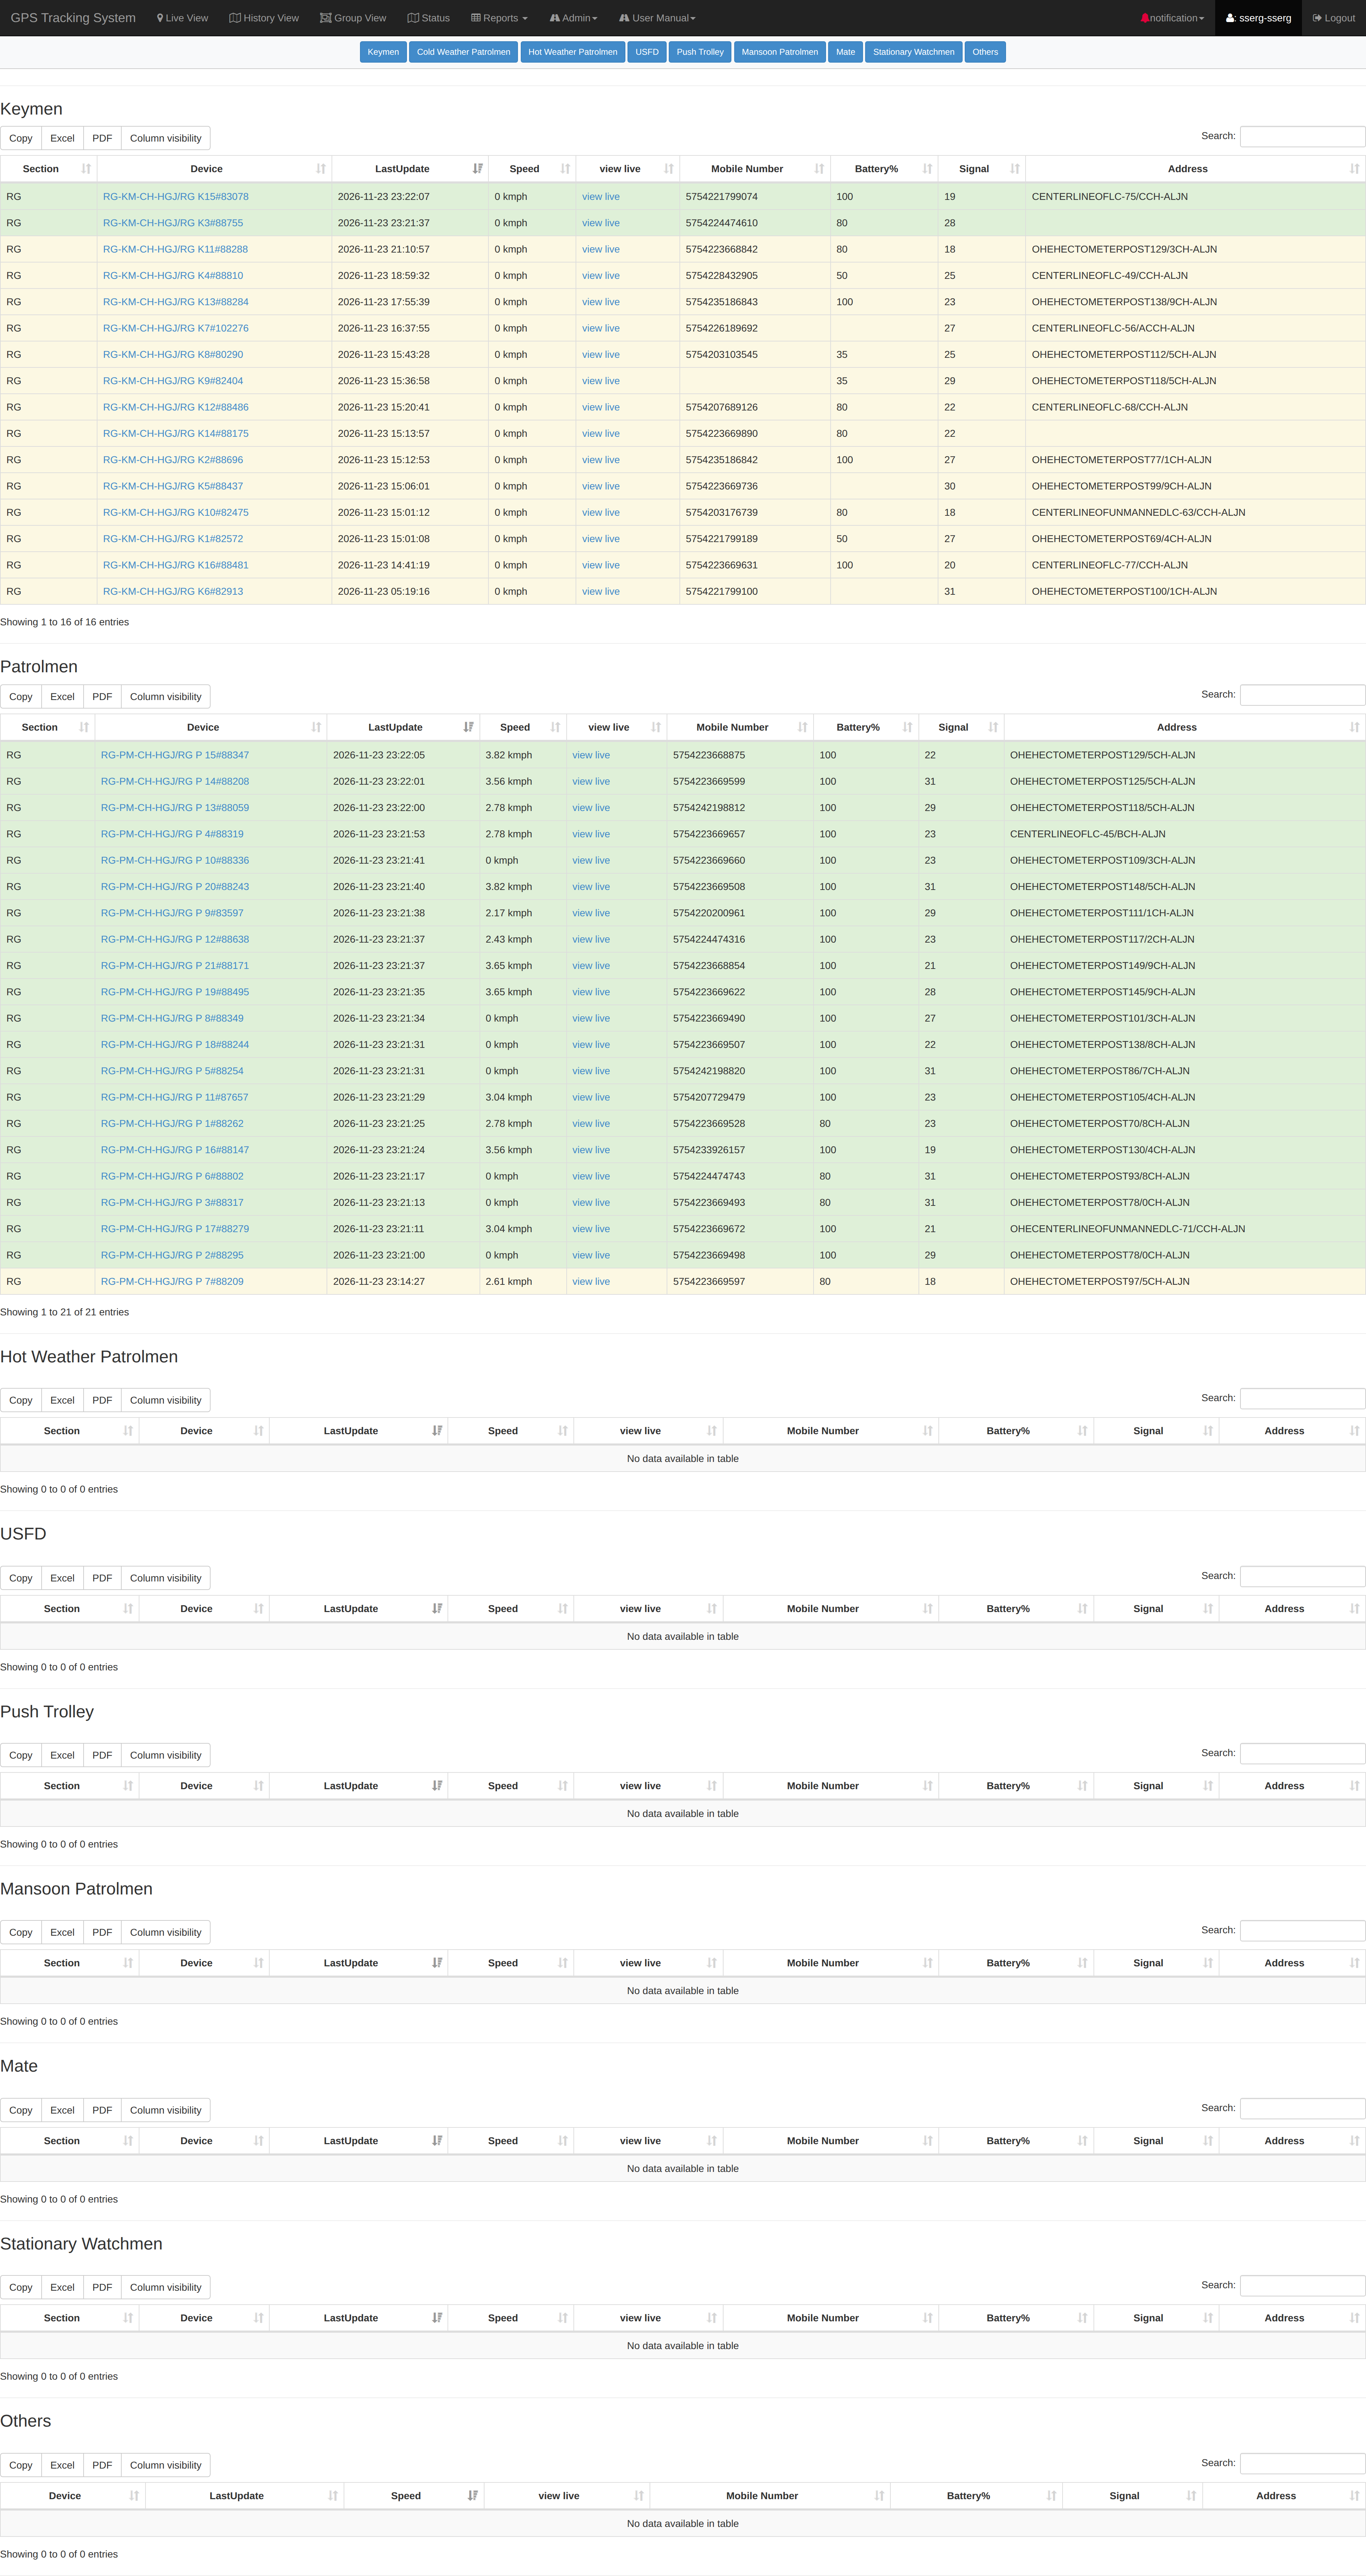 GPS Tracking System Live View History View Group View Status Reports Admin User Manual notification : sserg-sserg Logout
Keymen Cold Weather Patrolmen Hot Weather Patrolmen USFD Push Trolley Mansoon Patrolmen Mate Stationary Watchmen Others
Keymen
Copy Excel PDF Column visibility Search:
Section Device LastUpdate Speed view live Mobile Number Battery% Signal Address
RG RG-KM-CH-HGJ/RG K15#83078 2026-11-23 23:22:07 0 kmph view live 5754221799074 100 19 CENTERLINEOFLC-75/CCH-ALJN
RG RG-KM-CH-HGJ/RG K3#88755 2026-11-23 23:21:37 0 kmph view live 5754224474610 80 28
RG RG-KM-CH-HGJ/RG K11#88288 2026-11-23 21:10:57 0 kmph view live 5754223668842 80 18 OHEHECTOMETERPOST129/3CH-ALJN
RG RG-KM-CH-HGJ/RG K4#88810 2026-11-23 18:59:32 0 kmph view live 5754228432905 50 25 CENTERLINEOFLC-49/CCH-ALJN
RG RG-KM-CH-HGJ/RG K13#88284 2026-11-23 17:55:39 0 kmph view live 5754235186843 100 23 OHEHECTOMETERPOST138/9CH-ALJN
RG RG-KM-CH-HGJ/RG K7#102276 2026-11-23 16:37:55 0 kmph view live 5754226189692 27 CENTERLINEOFLC-56/ACCH-ALJN
RG RG-KM-CH-HGJ/RG K8#80290 2026-11-23 15:43:28 0 kmph view live 5754203103545 35 25 OHEHECTOMETERPOST112/5CH-ALJN
RG RG-KM-CH-HGJ/RG K9#82404 2026-11-23 15:36:58 0 kmph view live 35 29 OHEHECTOMETERPOST118/5CH-ALJN
RG RG-KM-CH-HGJ/RG K12#88486 2026-11-23 15:20:41 0 kmph view live 5754207689126 80 22 CENTERLINEOFLC-68/CCH-ALJN
RG RG-KM-CH-HGJ/RG K14#88175 2026-11-23 15:13:57 0 kmph view live 5754223669890 80 22
RG RG-KM-CH-HGJ/RG K2#88696 2026-11-23 15:12:53 0 kmph view live 5754235186842 100 27 OHEHECTOMETERPOST77/1CH-ALJN
RG RG-KM-CH-HGJ/RG K5#88437 2026-11-23 15:06:01 0 kmph view live 5754223669736 30 OHEHECTOMETERPOST99/9CH-ALJN
RG RG-KM-CH-HGJ/RG K10#82475 2026-11-23 15:01:12 0 kmph view live 5754203176739 80 18 CENTERLINEOFUNMANNEDLC-63/CCH-ALJN
RG RG-KM-CH-HGJ/RG K1#82572 2026-11-23 15:01:08 0 kmph view live 5754221799189 50 27 OHEHECTOMETERPOST69/4CH-ALJN
RG RG-KM-CH-HGJ/RG K16#88481 2026-11-23 14:41:19 0 kmph view live 5754223669631 100 20 CENTERLINEOFLC-77/CCH-ALJN
RG RG-KM-CH-HGJ/RG K6#82913 2026-11-23 05:19:16 0 kmph view live 5754221799100 31 OHEHECTOMETERPOST100/1CH-ALJN
Showing 1 to 16 of 16 entries
Patrolmen
Copy Excel PDF Column visibility Search:
Section Device LastUpdate Speed view live Mobile Number Battery% Signal Address
RG RG-PM-CH-HGJ/RG P 15#88347 2026-11-23 23:22:05 3.82 kmph view live 5754223668875 100 22 OHEHECTOMETERPOST129/5CH-ALJN
RG RG-PM-CH-HGJ/RG P 14#88208 2026-11-23 23:22:01 3.56 kmph view live 5754223669599 100 31 OHEHECTOMETERPOST125/5CH-ALJN
RG RG-PM-CH-HGJ/RG P 13#88059 2026-11-23 23:22:00 2.78 kmph view live 5754242198812 100 29 OHEHECTOMETERPOST118/5CH-ALJN
RG RG-PM-CH-HGJ/RG P 4#88319 2026-11-23 23:21:53 2.78 kmph view live 5754223669657 100 23 CENTERLINEOFLC-45/BCH-ALJN
RG RG-PM-CH-HGJ/RG P 10#88336 2026-11-23 23:21:41 0 kmph view live 5754223669660 100 23 OHEHECTOMETERPOST109/3CH-ALJN
RG RG-PM-CH-HGJ/RG P 20#88243 2026-11-23 23:21:40 3.82 kmph view live 5754223669508 100 31 OHEHECTOMETERPOST148/5CH-ALJN
RG RG-PM-CH-HGJ/RG P 9#83597 2026-11-23 23:21:38 2.17 kmph view live 5754220200961 100 29 OHEHECTOMETERPOST111/1CH-ALJN
RG RG-PM-CH-HGJ/RG P 12#88638 2026-11-23 23:21:37 2.43 kmph view live 5754224474316 100 23 OHEHECTOMETERPOST117/2CH-ALJN
RG RG-PM-CH-HGJ/RG P 21#88171 2026-11-23 23:21:37 3.65 kmph view live 5754223668854 100 21 OHEHECTOMETERPOST149/9CH-ALJN
RG RG-PM-CH-HGJ/RG P 19#88495 2026-11-23 23:21:35 3.65 kmph view live 5754223669622 100 28 OHEHECTOMETERPOST145/9CH-ALJN
RG RG-PM-CH-HGJ/RG P 8#88349 2026-11-23 23:21:34 0 kmph view live 5754223669490 100 27 OHEHECTOMETERPOST101/3CH-ALJN
RG RG-PM-CH-HGJ/RG P 18#88244 2026-11-23 23:21:31 0 kmph view live 5754223669507 100 22 OHEHECTOMETERPOST138/8CH-ALJN
RG RG-PM-CH-HGJ/RG P 5#88254 2026-11-23 23:21:31 0 kmph view live 5754242198820 100 31 OHEHECTOMETERPOST86/7CH-ALJN
RG RG-PM-CH-HGJ/RG P 11#87657 2026-11-23 23:21:29 3.04 kmph view live 5754207729479 100 23 OHEHECTOMETERPOST105/4CH-ALJN
RG RG-PM-CH-HGJ/RG P 1#88262 2026-11-23 23:21:25 2.78 kmph view live 5754223669528 80 23 OHEHECTOMETERPOST70/8CH-ALJN
RG RG-PM-CH-HGJ/RG P 16#88147 2026-11-23 23:21:24 3.56 kmph view live 5754233926157 100 19 OHEHECTOMETERPOST130/4CH-ALJN
RG RG-PM-CH-HGJ/RG P 6#88802 2026-11-23 23:21:17 0 kmph view live 5754224474743 80 31 OHEHECTOMETERPOST93/8CH-ALJN
RG RG-PM-CH-HGJ/RG P 3#88317 2026-11-23 23:21:13 0 kmph view live 5754223669493 80 31 OHEHECTOMETERPOST78/0CH-ALJN
RG RG-PM-CH-HGJ/RG P 17#88279 2026-11-23 23:21:11 3.04 kmph view live 5754223669672 100 21 OHECENTERLINEOFUNMANNEDLC-71/CCH-ALJN
RG RG-PM-CH-HGJ/RG P 2#88295 2026-11-23 23:21:00 0 kmph view live 5754223669498 100 29 OHEHECTOMETERPOST78/0CH-ALJN
RG RG-PM-CH-HGJ/RG P 7#88209 2026-11-23 23:14:27 2.61 kmph view live 5754223669597 80 18 OHEHECTOMETERPOST97/5CH-ALJN
Showing 1 to 21 of 21 entries
Hot Weather Patrolmen
Copy Excel PDF Column visibility Search:
Section Device LastUpdate Speed view live Mobile Number Battery% Signal Address
No data available in table
Showing 0 to 0 of 0 entries
USFD
Copy Excel PDF Column visibility Search:
Section Device LastUpdate Speed view live Mobile Number Battery% Signal Address
No data available in table
Showing 0 to 0 of 0 entries
Push Trolley
Copy Excel PDF Column visibility Search:
Section Device LastUpdate Speed view live Mobile Number Battery% Signal Address
No data available in table
Showing 0 to 0 of 0 entries
Mansoon Patrolmen
Copy Excel PDF Column visibility Search:
Section Device LastUpdate Speed view live Mobile Number Battery% Signal Address
No data available in table
Showing 0 to 0 of 0 entries
Mate
Copy Excel PDF Column visibility Search:
Section Device LastUpdate Speed view live Mobile Number Battery% Signal Address
No data available in table
Showing 0 to 0 of 0 entries
Stationary Watchmen
Copy Excel PDF Column visibility Search:
Section Device LastUpdate Speed view live Mobile Number Battery% Signal Address
No data available in table
Showing 0 to 0 of 0 entries
Others
Copy Excel PDF Column visibility Search:
Device LastUpdate Speed view live Mobile Number Battery% Signal Address
No data available in table
Showing 0 to 0 of 0 entries